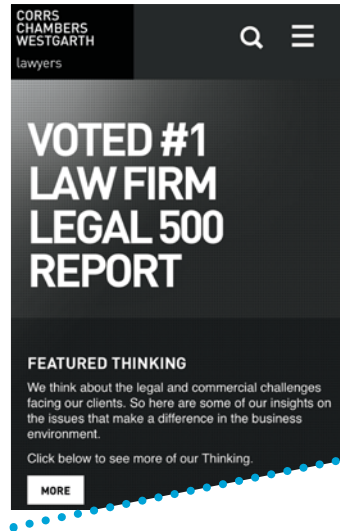 CORRS
CHAMBERS
WESTGARTH
lawyers
VOTED #1
LAW FIRM
LEGAL 500
REPORT
FEATURED THINKING
We think about the legal and commercial challenges
facing our clients. So here are some of our insights on
the issues that make a difference in the business
environment.
Click below to see more of our Thinking.
MORE